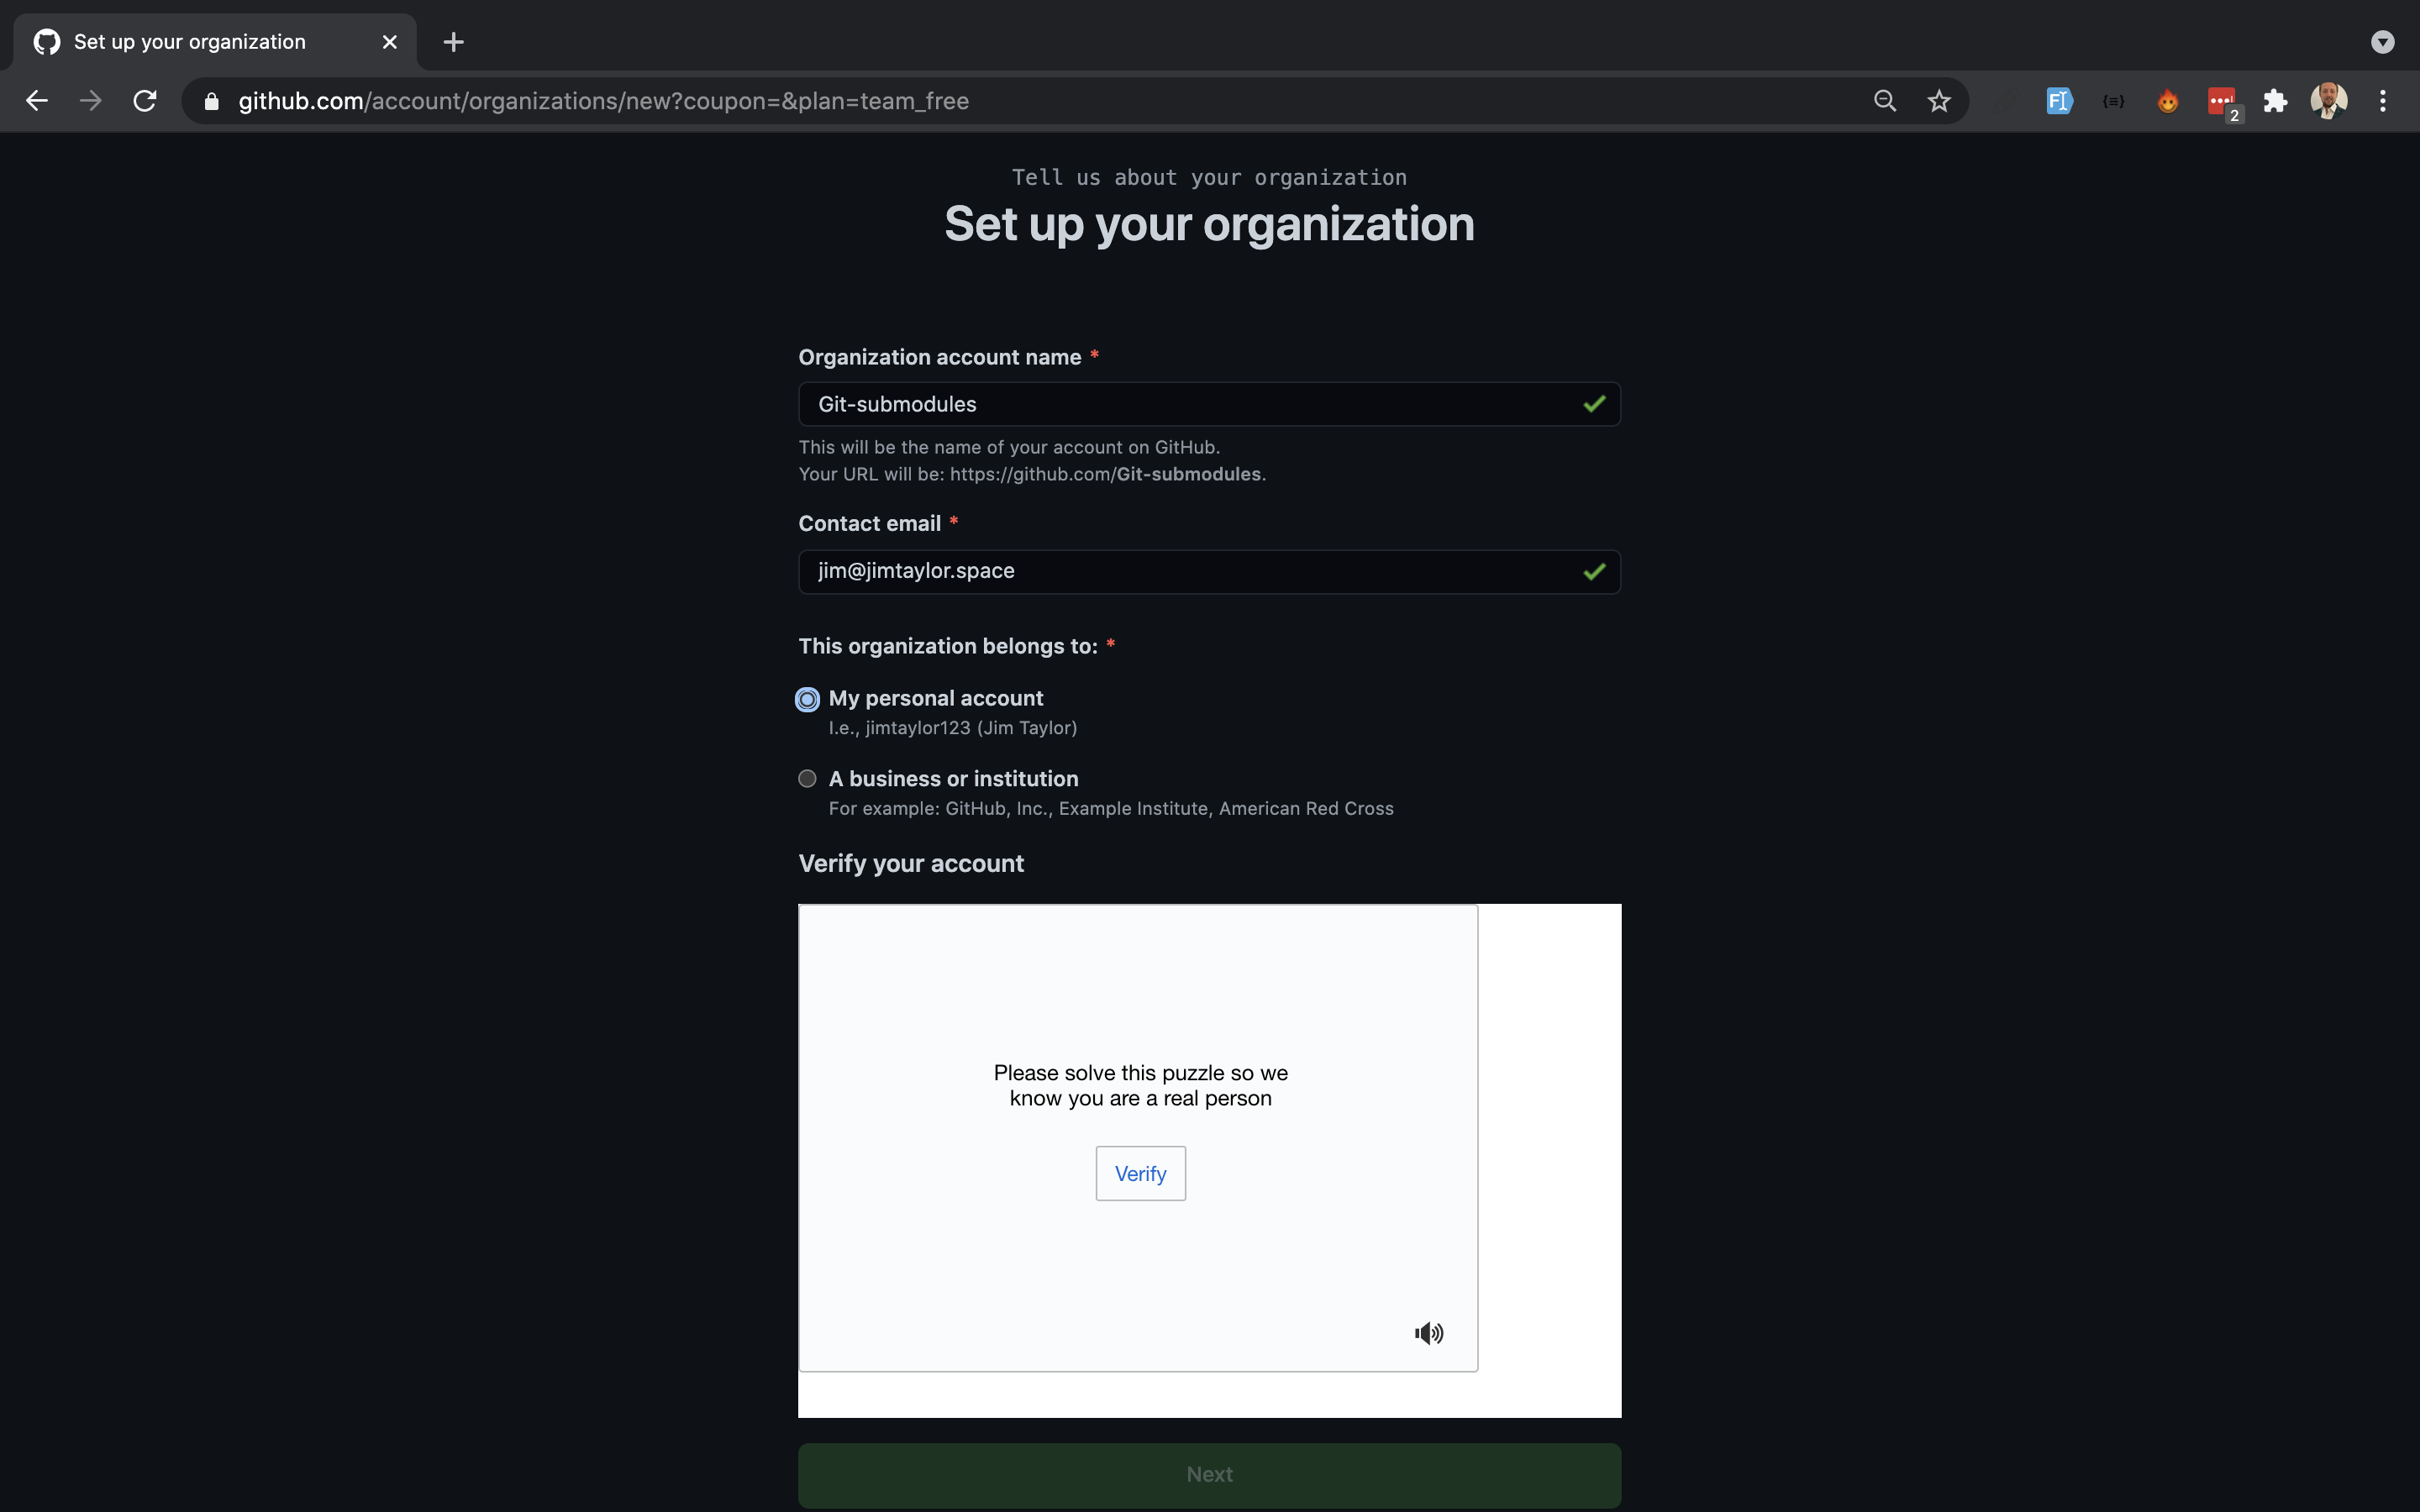 Set up your organization
github.com/account/organizations/new?coupon=&plan=team_free
2
Tell us about your organization
Set up your organization
Organization account name *
Git-submodules
This will be the name of your account on GitHub.
Your URL will be: https://github.com/Git-submodules.
Contact email *
jim@jimtaylor.space
This organization belongs to: *
My personal account
I.e., jimtaylor123 (Jim Taylor)
A business or institution
For example: GitHub, Inc., Example Institute, American Red Cross
Verify your account
Please solve this puzzle so we
know you are a real person
Verify
Next